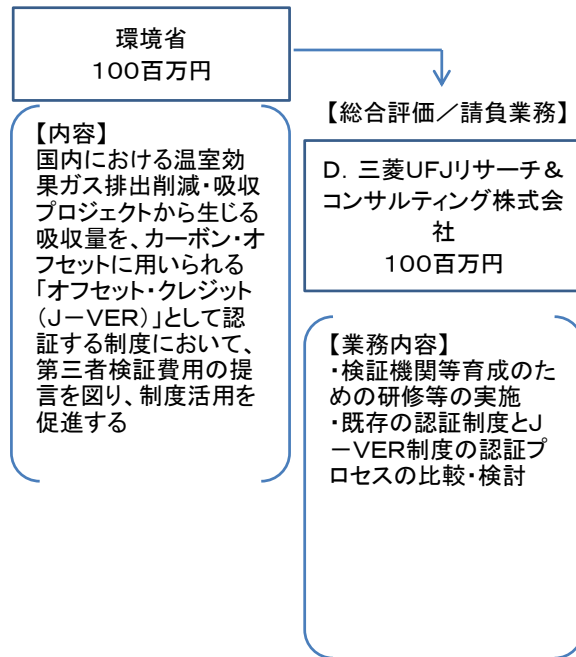 環境省
100百万円
【内容】
国内における温室効
果ガス排出削減・吸収
プロジェクトから生じる
吸収量を、カーボン・オ
フセットに用いられる
「オフセット・クレジット
（J－VER）」として認
証する制度において、
第三者検証費用の提
言を図り、制度活用を
促進する
【総合評価／請負業務】
D．三菱UFJリサーチ＆
コンサルティング株式会
社
100百万円
【業務内容】
・検証機関等育成のた
めの研修等の実施
・既存の認証制度とJ
－VER制度の認証プ
ロセスの比較・検討